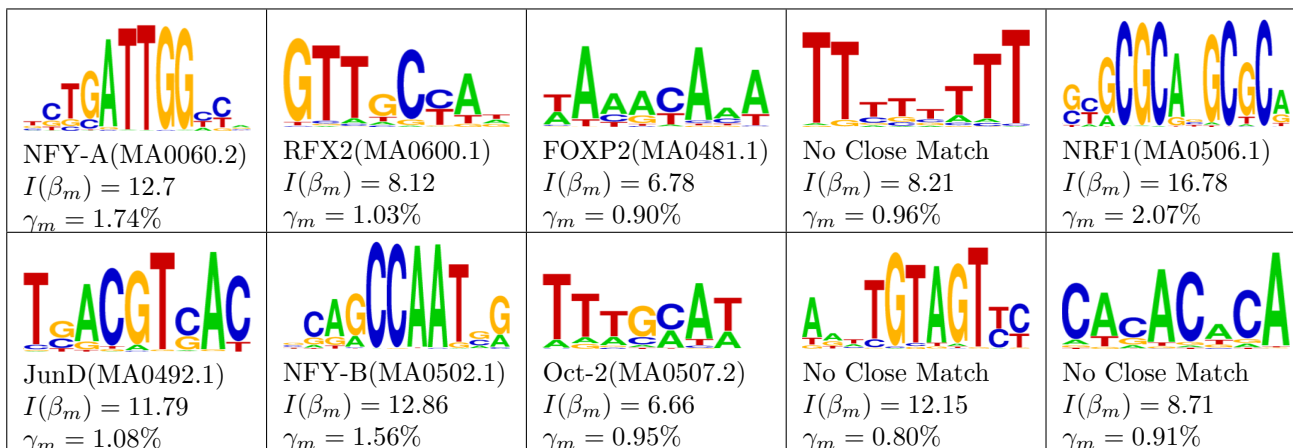 NFY-A(MA0060.2)
I(β_m) = 12.7
γ_m = 1.74%
RFX2(MA0600.1)
I(β_m) = 8.12
γ_m = 1.03%
FOXP2(MA0481.1)
I(β_m) = 6.78
γ_m = 0.90%
No Close Match
I(β_m) = 8.21
γ_m = 0.96%
NRF1(MA0506.1)
I(β_m) = 16.78
γ_m = 2.07%
JunD(MA0492.1)
I(β_m) = 11.79
γ_m = 1.08%
NFY-B(MA0502.1)
I(β_m) = 12.86
γ_m = 1.56%
Oct-2(MA0507.2)
I(β_m) = 6.66
γ_m = 0.95%
No Close Match
I(β_m) = 12.15
γ_m = 0.80%
No Close Match
I(β_m) = 8.71
γ_m = 0.91%